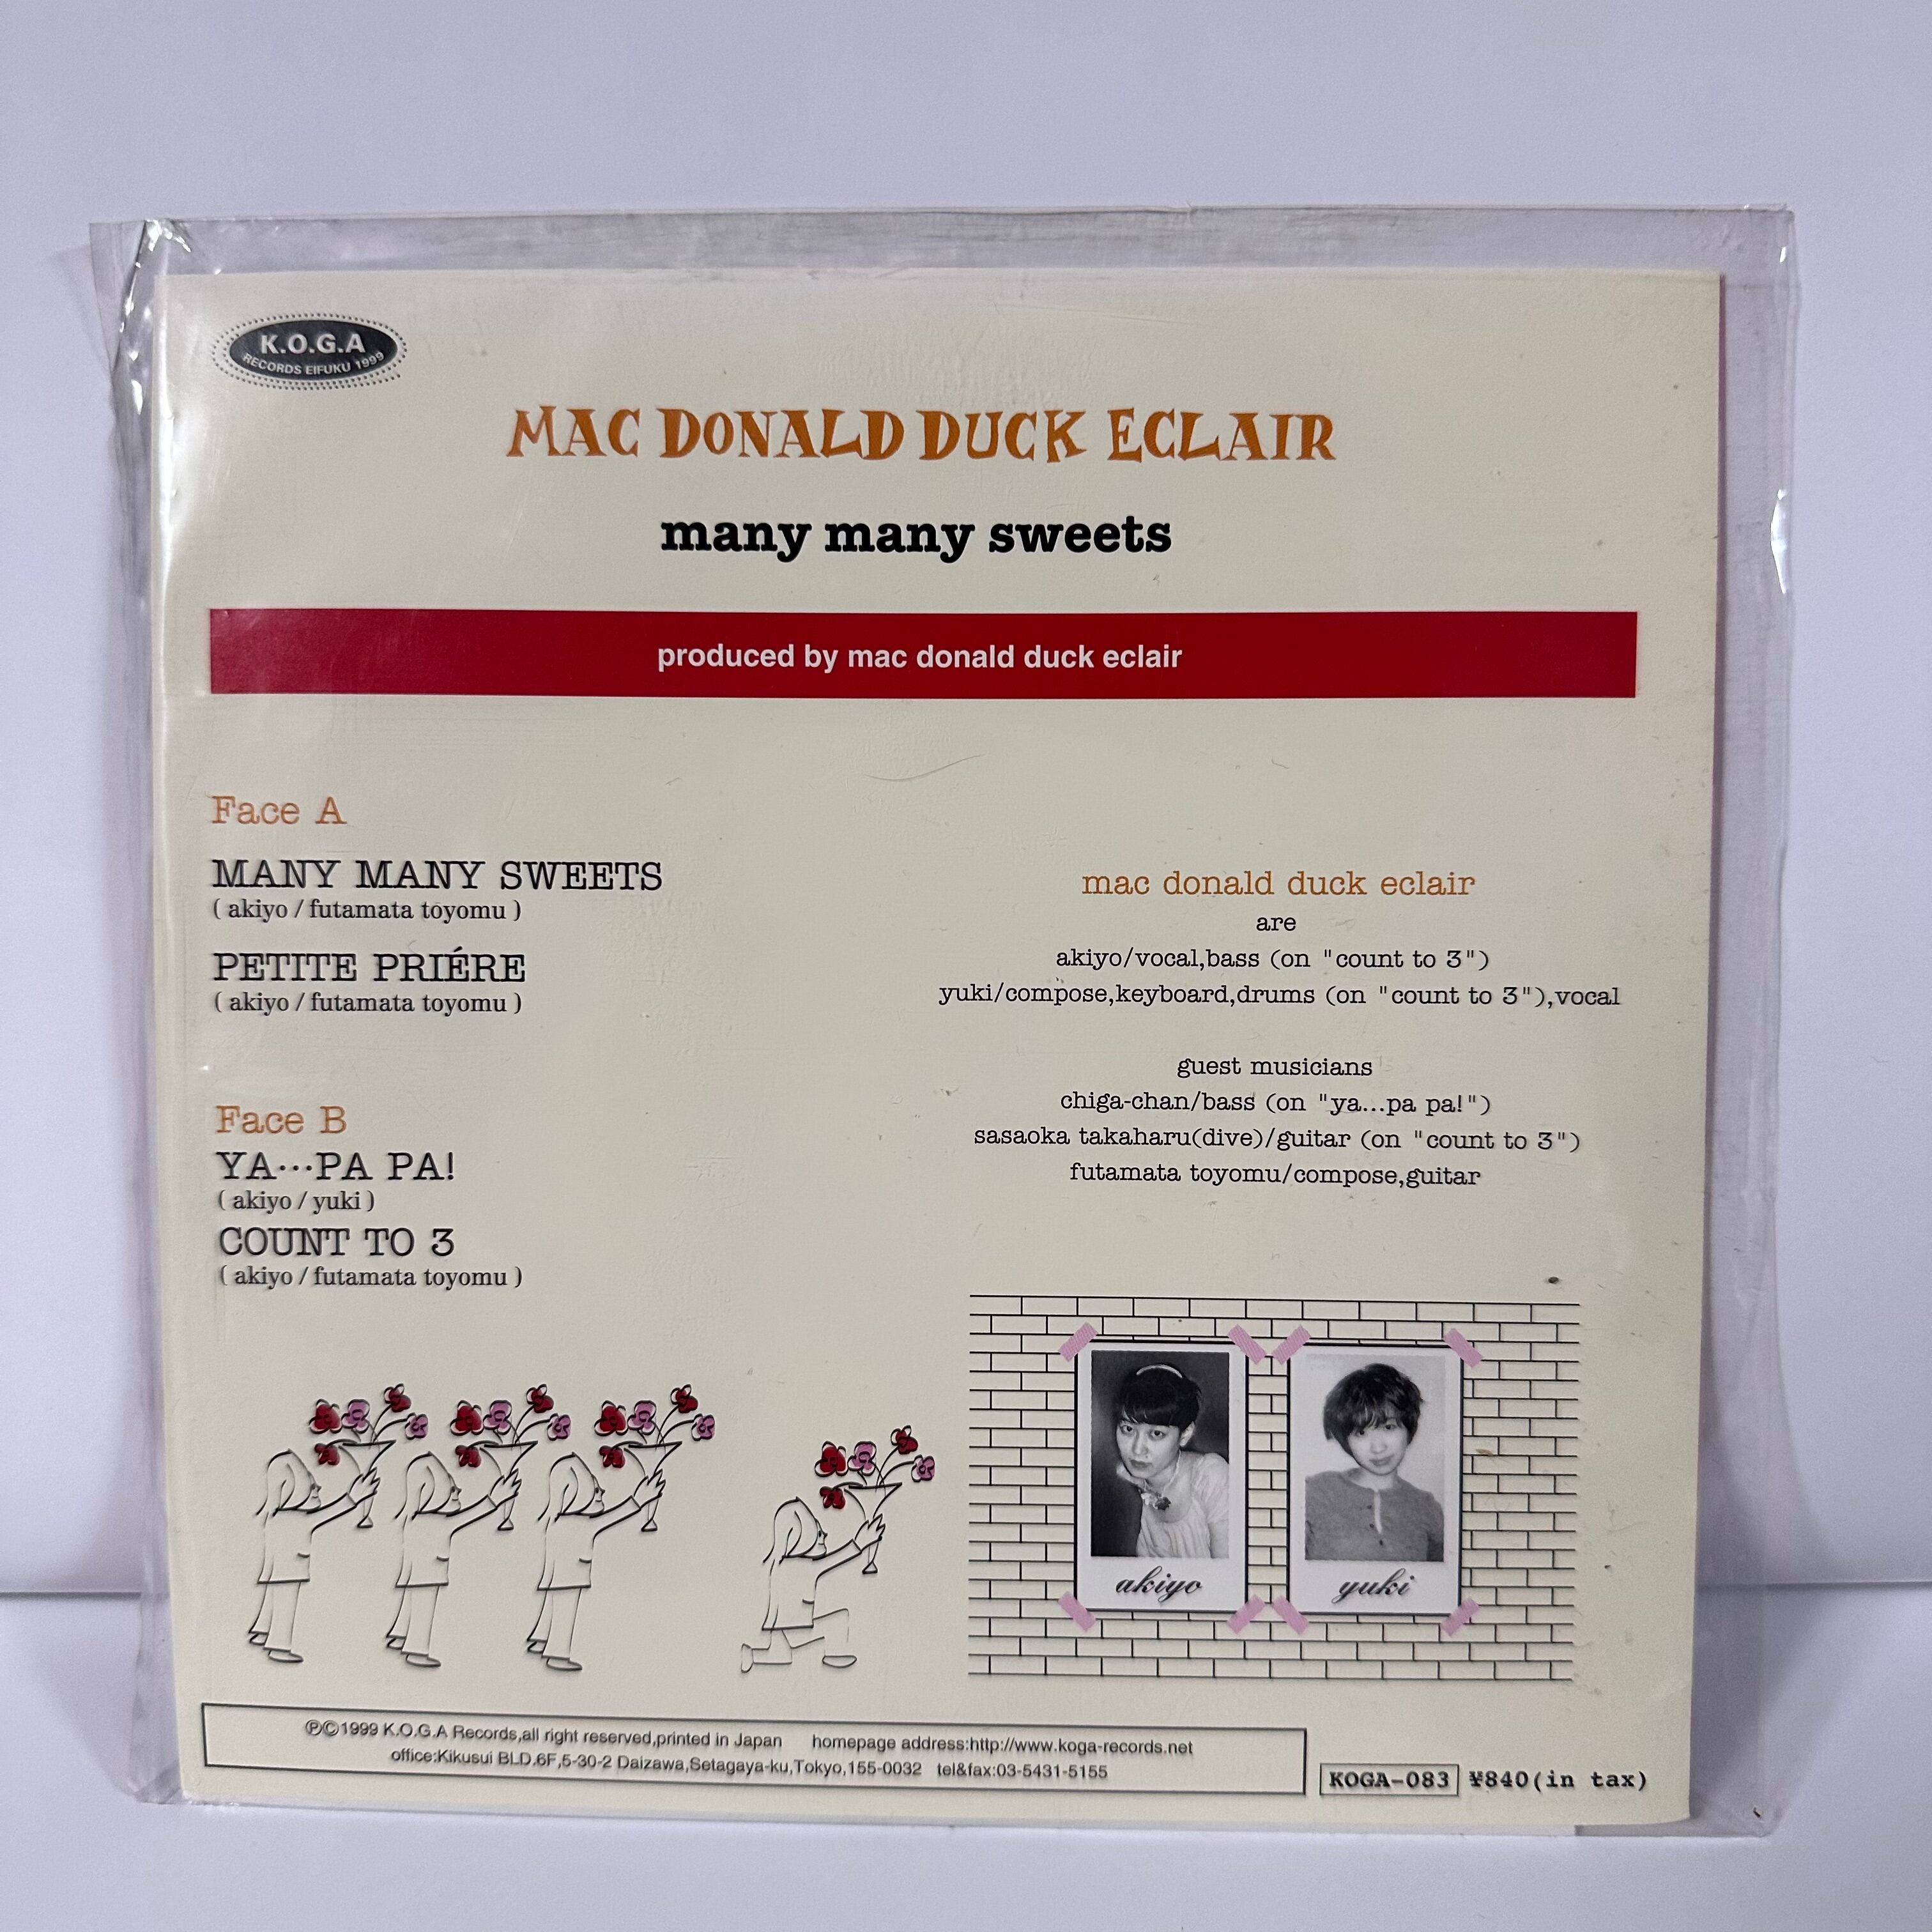 K.O.G.A
RECORDS EIFUKU 1999
MAC DONALD DUCK ECLAIR
many many sweets
produced by mac donald duck eclair
Face A
MANY MANY SWEETS
( akiyo / futamata toyomu )
PETITE PRIÉRE
( akiyo / futamata toyomu )
Face B
YA···PA PA!
( akiyo / yuki )
COUNT TO 3
( akiyo / futamata toyomu )
mac donald duck eclair
are
akiyo/vocal,bass (on "count to 3")
yuki/compose,keyboard,drums (on "count to 3"),vocal
guest musicians
chiga-chan/bass (on "ya...pa pa!")
sasaoka takaharu(dive)/guitar (on "count to 3")
futamata toyomu/compose,guitar
akiyo
yuki
ⓅⒸ1999 K.O.G.A Records,all right reserved,printed in Japan homepage address:http://www.koga-records.net
office:Kikusui BLD.6F,5-30-2 Daizawa,Setagaya-ku,Tokyo,155-0032 tel&fax:03-5431-5155
KOGA-083 ¥840(in tax)